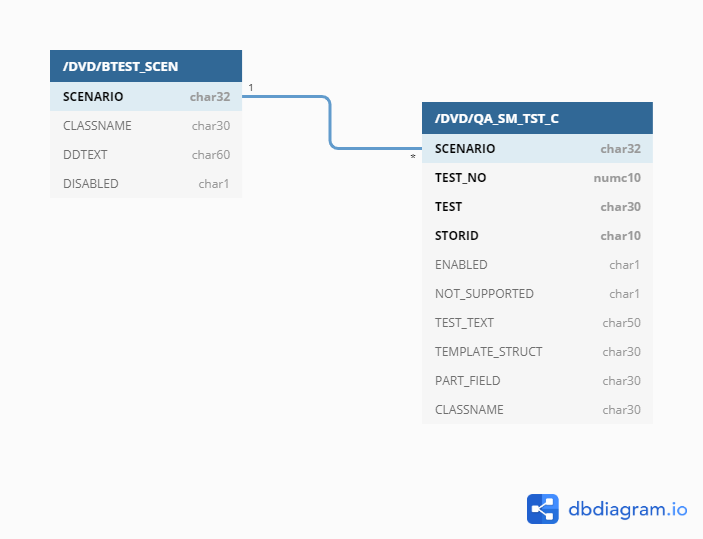 /DVD/BTEST_SCEN
SCENARIO char32
CLASSNAME char30
DDTEXT char60
DISABLED char1
1
*
/DVD/QA_SM_TST_C
SCENARIO char32
TEST_NO numc10
TEST char30
STORID char10
ENABLED char1
NOT_SUPPORTED char1
TEST_TEXT char50
TEMPLATE_STRUCT char30
PART_FIELD char30
CLASSNAME char30
dbdiagram.io